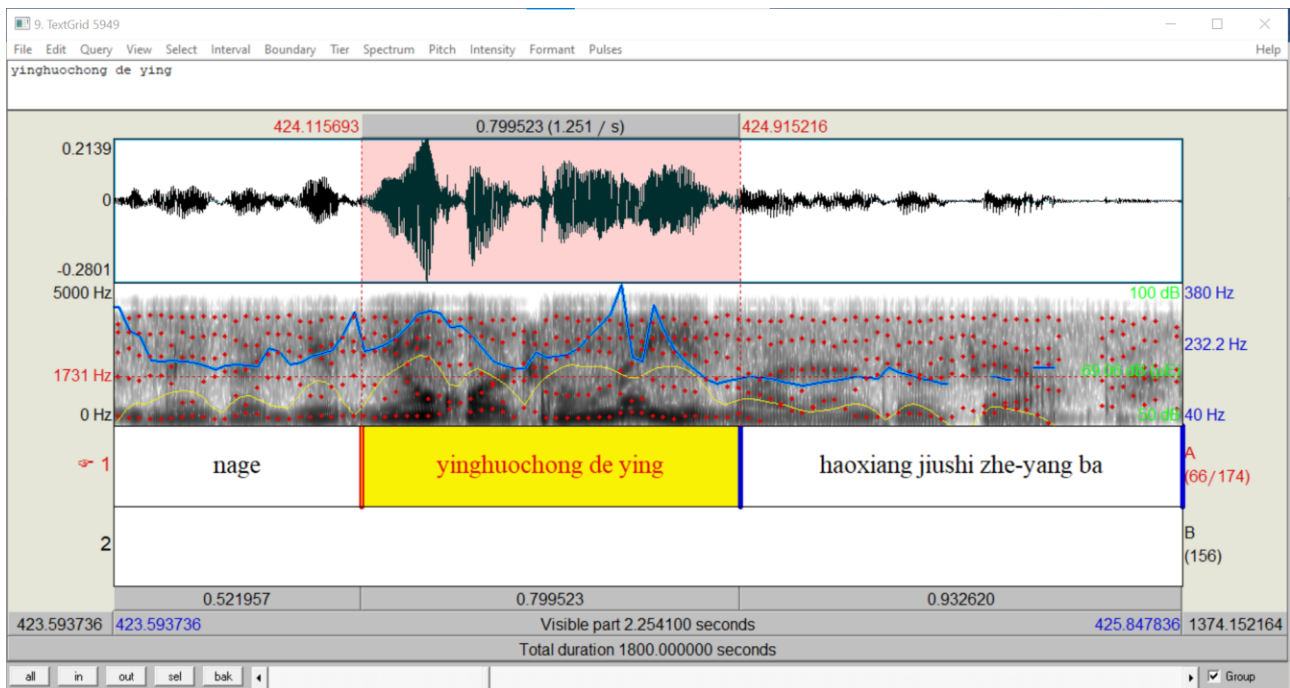 9. TextGrid 5949
File Edit Query View Select Interval Boundary Tier Spectrum Pitch Intensity Formant Pulses Help
yinghuochong de ying
424.115693 0.799523 (1.251 / s) 424.915216
0.2139
0
-0.2801
5000 Hz 100 dB 380 Hz
232.2 Hz
1731 Hz
0 Hz 50 dB 40 Hz
1 nage yinghuochong de ying haoxiang jiushi zhe-yang ba A
(66/174)
2 B
(156)
0.521957 0.799523 0.932620
423.593736 423.593736 Visible part 2.254100 seconds 425.847836 1374.152164
Total duration 1800.000000 seconds
all in out sel bak Group